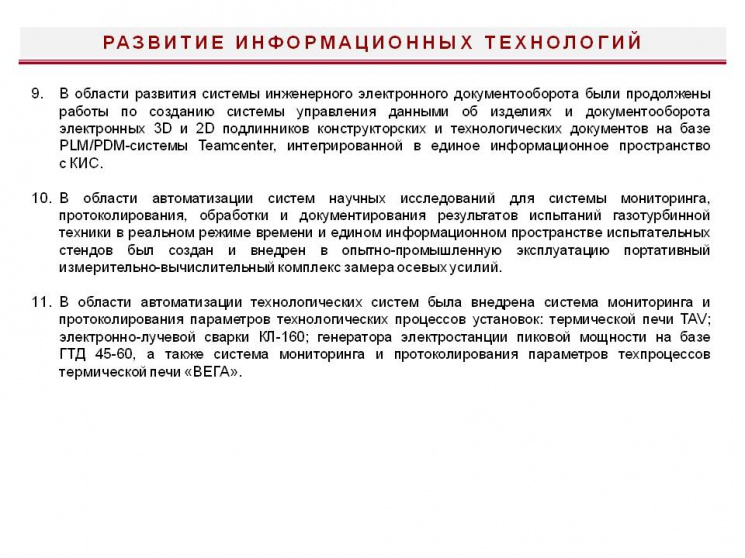 РАЗВИТИЕ ИНФОРМАЦИОННЫХ ТЕХНОЛОГИЙ
9. В области развития системы инженерного электронного документооборота были продолжены
работы по созданию системы управления данными об изделиях и документооборота
электронных 3D и 2D подлинников конструкторских и технологических документов на базе
PLM/PDM-системы Teamcenter, интегрированной в единое информационное пространство
с КИС.
10. В области автоматизации систем научных исследований для системы мониторинга,
протоколирования, обработки и документирования результатов испытаний газотурбинной
техники в реальном режиме времени и едином информационном пространстве испытательных
стендов был создан и внедрен в опытно-промышленную эксплуатацию портативный
измерительно-вычислительный комплекс замера осевых усилий.
11. В области автоматизации технологических систем была внедрена система мониторинга и
протоколирования параметров технологических процессов установок: термической печи TAV;
электронно-лучевой сварки КЛ-160; генератора электростанции пиковой мощности на базе
ГТД 45-60, а также система мониторинга и протоколирования параметров техпроцессов
термической печи «ВЕГА».